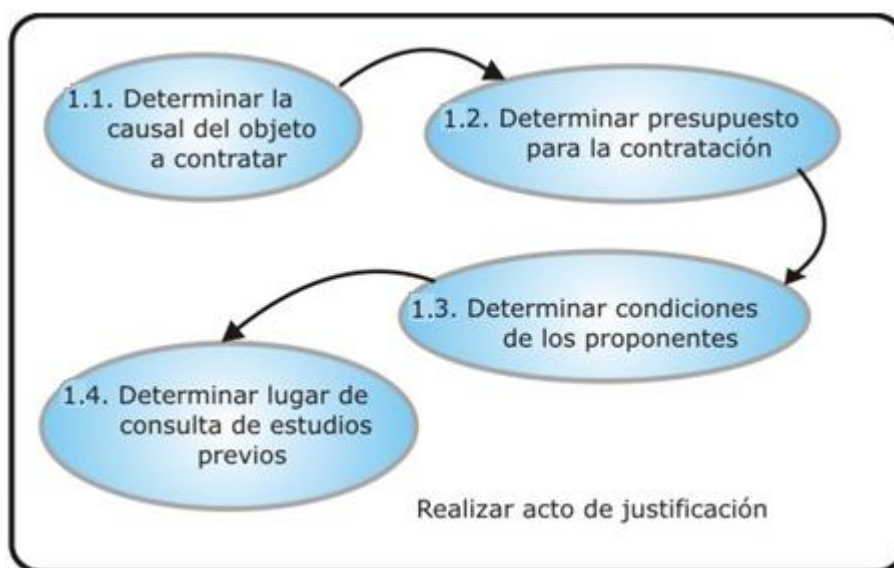 1.1. Determinar la
causal del objeto
a contratar
1.2. Determinar presupuesto
para la contratación
1.3. Determinar condiciones
de los proponentes
1.4. Determinar lugar de
consulta de estudios
previos
Realizar acto de justificación